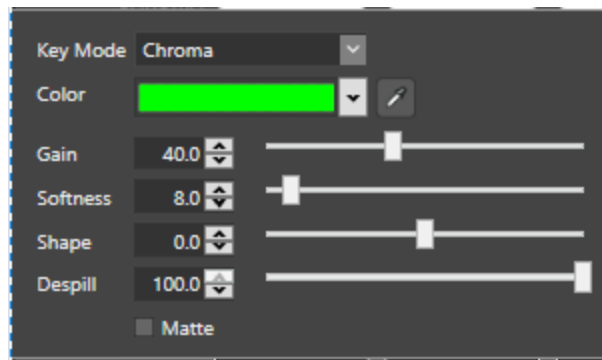 Key Mode Chroma
Color
Gain 40.0
Softness 8.0
Shape 0.0
Despill 100.0
Matte